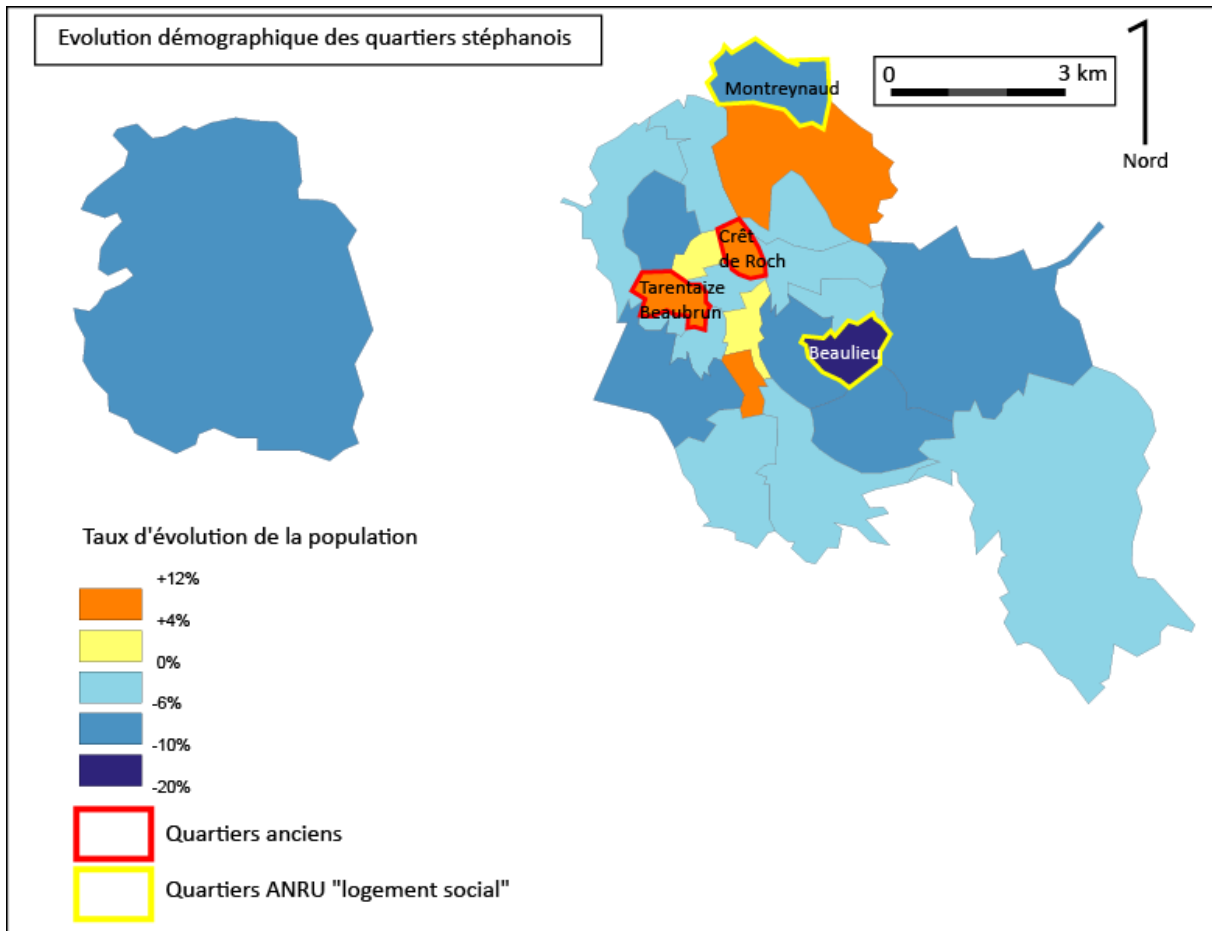 Evolution démographique des quartiers stéphanois
0 3 km
Nord
Montreynaud
Crêt
de Roch
Tarentaize
Beaubrun
Beaulieu
Taux d'évolution de la population
+12%
+4%
0%
-6%
-10%
-20%
Quartiers anciens
Quartiers ANRU "logement social"